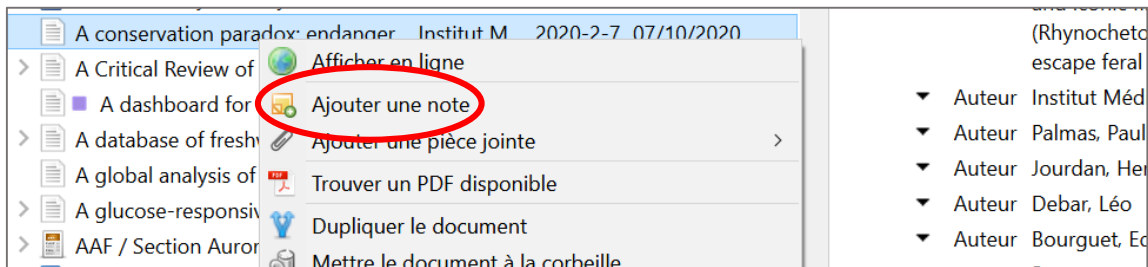 (Rhynocheto
A conservation paradox: endanger Institut M 2020-2-7 07/10/2020
Afficher en ligne
escape feral
A Critical Review of
Ajouter une note
Auteur Institut Méd
A dashboard for
Ajouter une pièce jointe
Auteur Palmas, Paul
A database of freshw
Trouver un PDF disponible
Auteur Jourdan, Her
A global analysis of
Dupliquer le document
Auteur Debar, Léo
A glucose-responsiv
Mettre le document à la corbeille
Auteur Bourguet, Ed
AAF / Section Auror